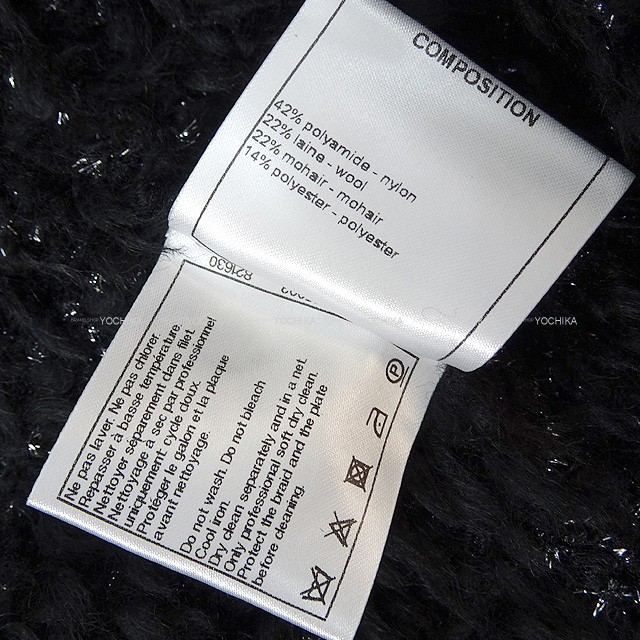 COMPOSITION
42% polyamide - nylon
22% laine - wool
22% mohair - mohair
14% polyester - polyester
Ne pas laver. Ne pas chlorer.
Repasser à basse température.
Nettoyer séparément dans filet.
Nettoyage à sec par professionnel
uniquement: cycle doux.
Protéger le galon et la plaque
avant nettoyage.
Do not wash. Do not bleach
Cool iron.
Dry clean separately and in a net.
Only professional soft dry clean.
Protect the braid and the plate
before cleaning
P
YOCHIKA